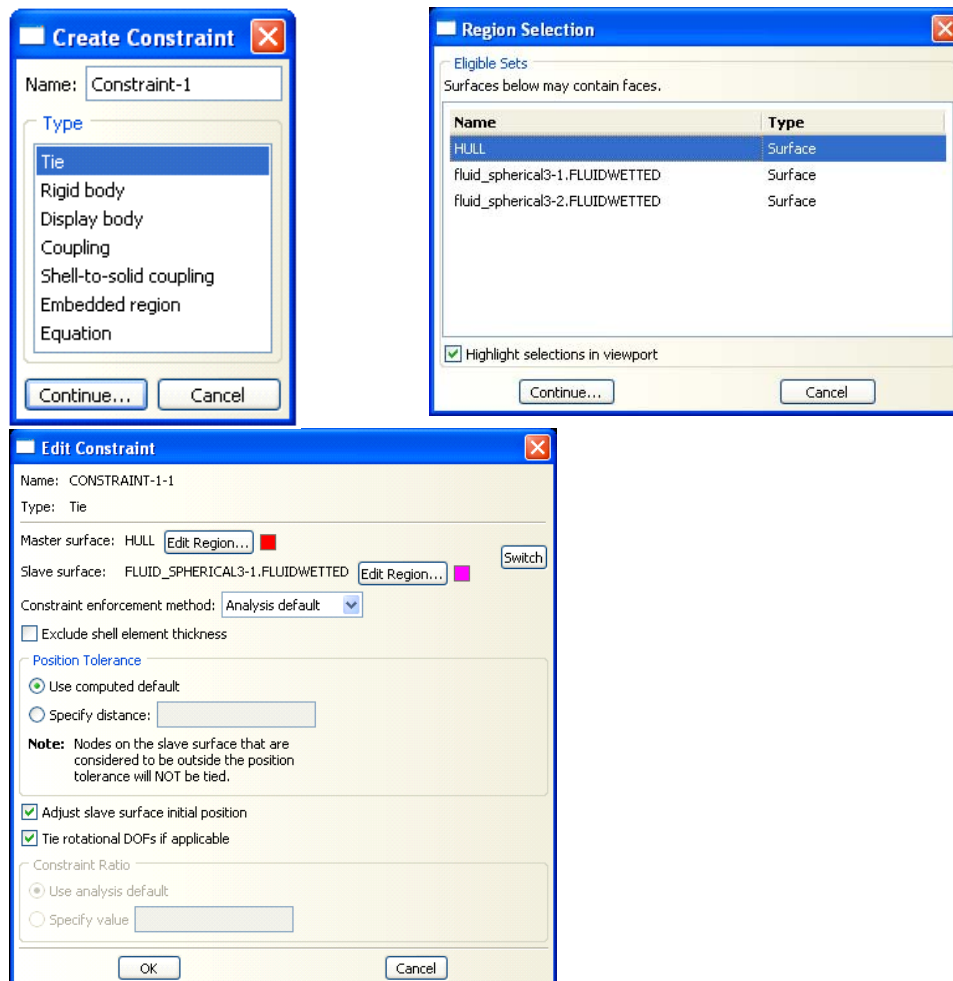 Create Constraint
Name: Constraint-1
Type
Tie
Rigid body
Display body
Coupling
Shell-to-solid coupling
Embedded region
Equation
Continue... Cancel
Region Selection
Eligible Sets
Surfaces below may contain faces.
Name Type
HULL Surface
fluid_spherical3-1.FLUIDWETTED Surface
fluid_spherical3-2.FLUIDWETTED Surface
Highlight selections in viewport
Continue... Cancel
Edit Constraint
Name: CONSTRAINT-1-1
Type: Tie
Master surface: HULL Edit Region...
Switch
Slave surface: FLUID_SPHERICAL3-1.FLUIDWETTED Edit Region...
Constraint enforcement method: Analysis default
Exclude shell element thickness
Position Tolerance
Use computed default
Specify distance:
Note: Nodes on the slave surface that are
considered to be outside the position
tolerance will NOT be tied.
Adjust slave surface initial position
Tie rotational DOFs if applicable
Constraint Ratio
Use analysis default
Specify value
OK Cancel